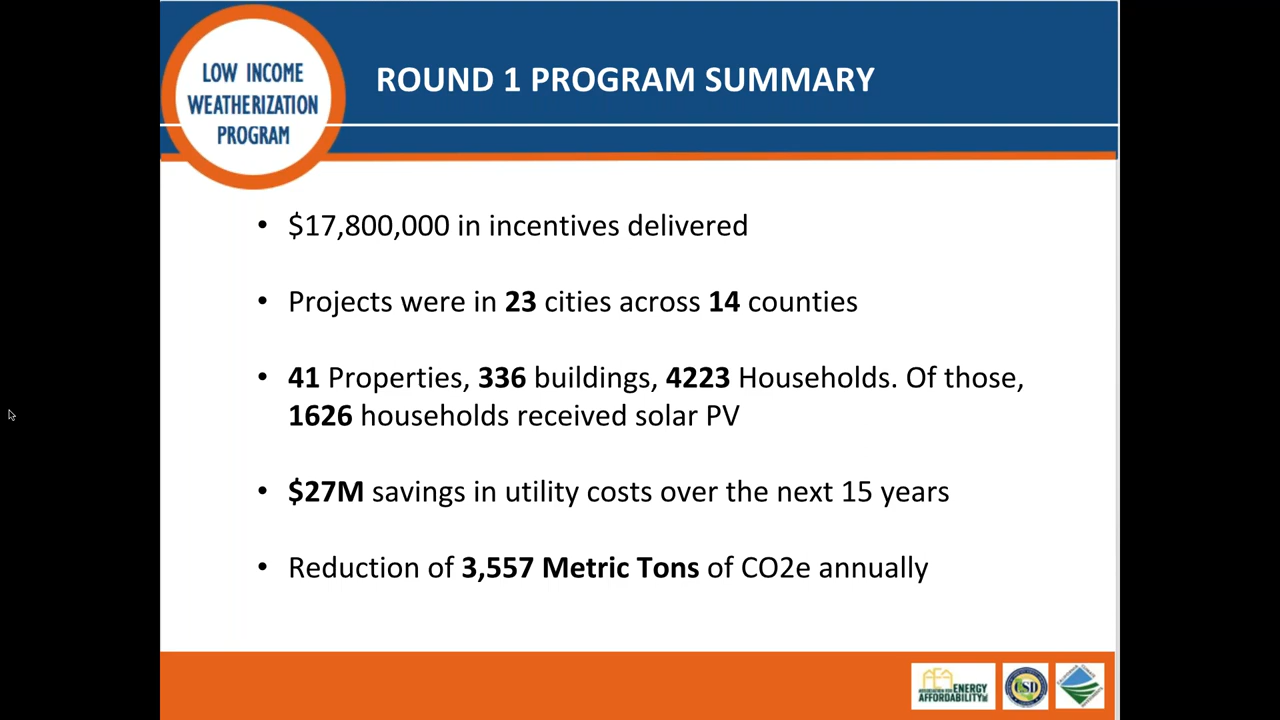 LOW INCOME
WEATHERIZATION
PROGRAM
ROUND 1 PROGRAM SUMMARY
• $17,800,000 in incentives delivered
• Projects were in 23 cities across 14 counties
• 41 Properties, 336 buildings, 4223 Households. Of those,
1626 households received solar PV
• $27M savings in utility costs over the next 15 years
• Reduction of 3,557 Metric Tons of CO2e annually
ASSOCIATION FOR ENERGY
AFFORDABILITY
CSD